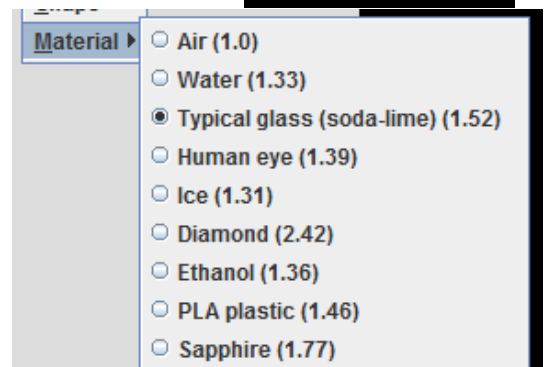 Material
Air (1.0)
Water (1.33)
Typical glass (soda-lime) (1.52)
Human eye (1.39)
Ice (1.31)
Diamond (2.42)
Ethanol (1.36)
PLA plastic (1.46)
Sapphire (1.77)